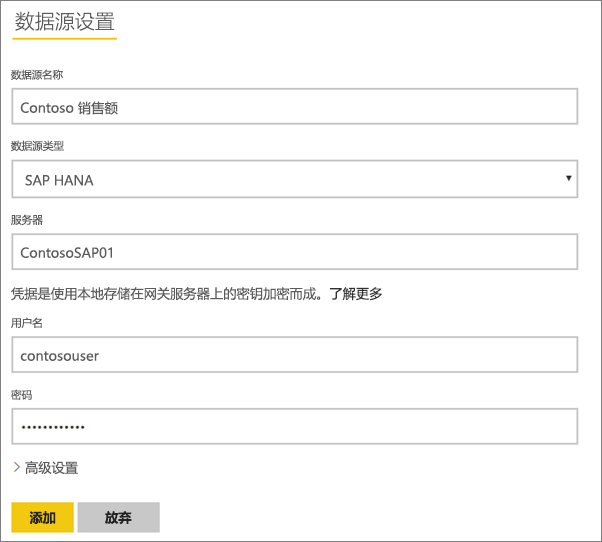 数据源设置
数据源名称
Contoso 销售额
数据源类型
SAP HANA
服务器
ContosoSAP01
凭据是使用本地存储在网关服务器上的密钥加密而成。了解更多
用户名
contosouser
密码
••••••••••••
高级设置
添加 放弃